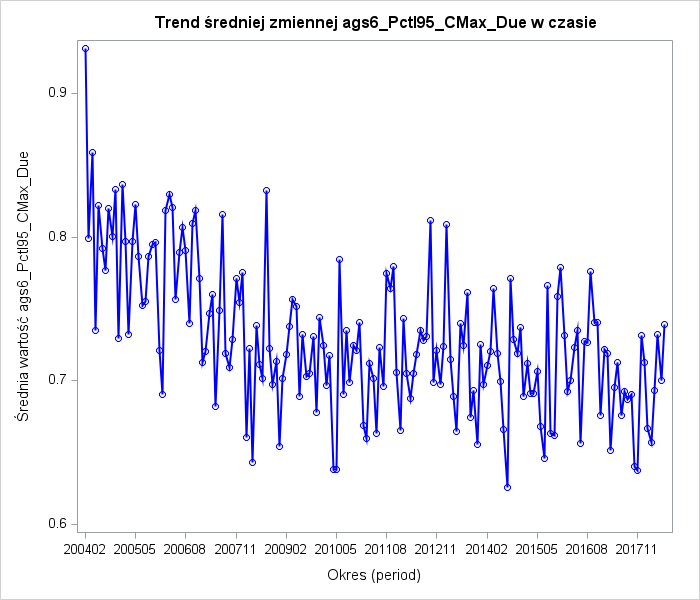 Trend średniej zmiennej ags6_Pctl95_CMax_Due w czasie
Średnia wartość ags6_Pctl95_CMax_Due
0.9
0.8
0.7
0.6
200402 200505 200608 200711 200902 201005 201108 201211 201402 201505 201608 201711
Okres (period)